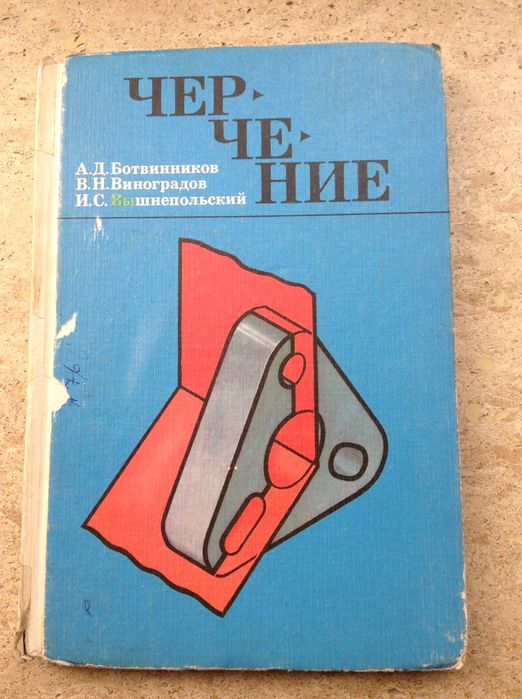 ЧЕР-
ЧЕ-
НИЕ
А.Д.Ботвинников
В.Н.Виноградов
И.С.Вышнепольский